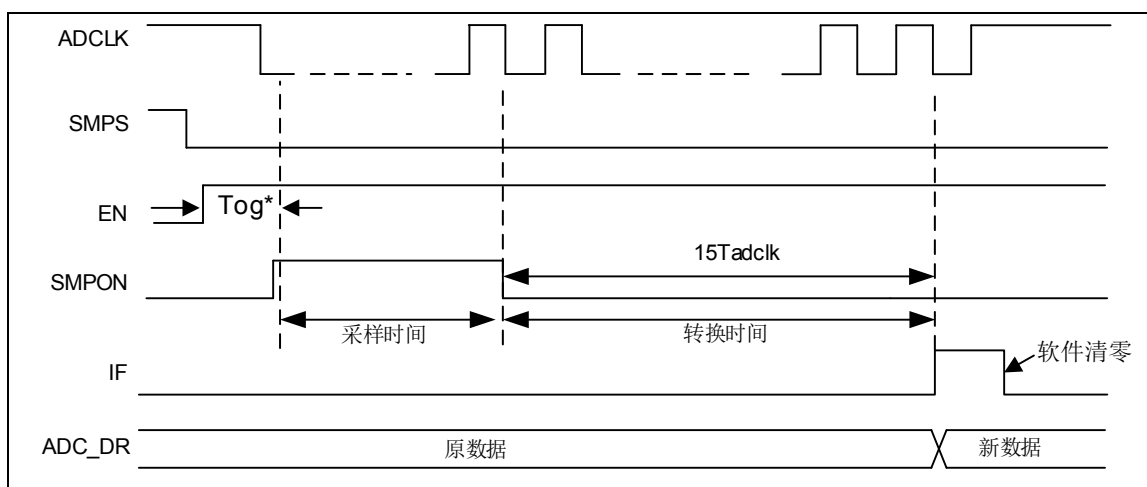 ADCLK
SMPS
EN
Tog*
SMPON
15Tadclk
采样时间
转换时间
IF
软件清零
ADC_DR
原数据
新数据